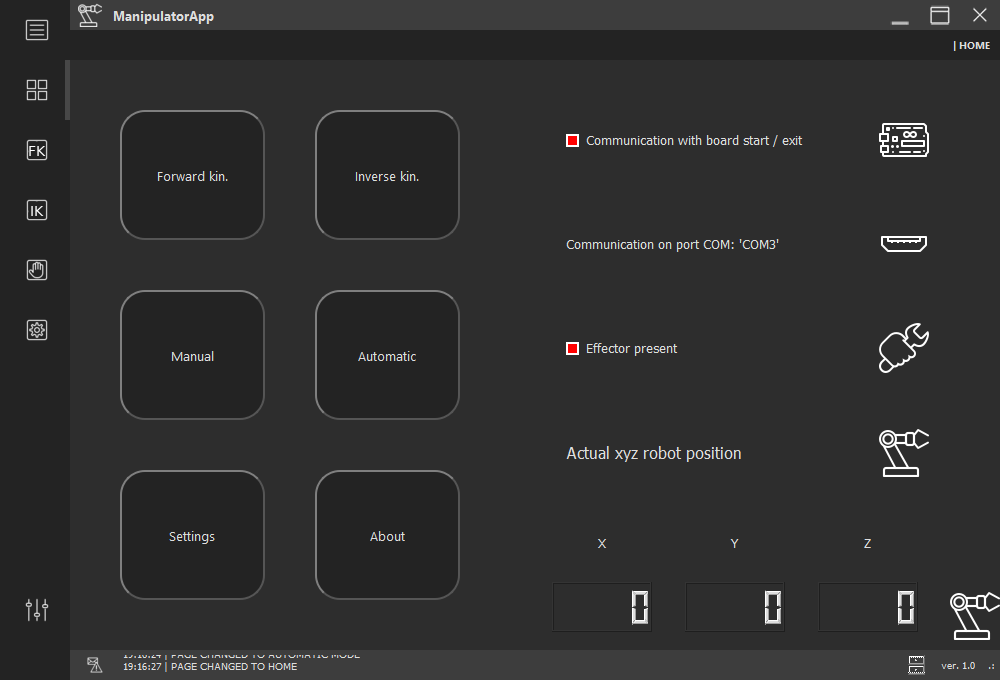 ManipulatorApp
| HOME
FK
IK
Forward kin.
Inverse kin.
Manual
Automatic
Settings
About
Communication with board start / exit
Communication on port COM: 'COM3'
Effector present
Actual xyz robot position
X Y Z
0 0 0
19:16:24 | PAGE CHANGED TO AUTOMATIC MODE
19:16:27 | PAGE CHANGED TO HOME
ver. 1.0